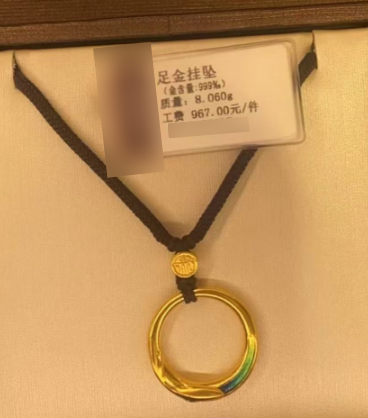 足金挂坠
(金含量:999‰)
质量: 8.060g
工费 967.00元/件